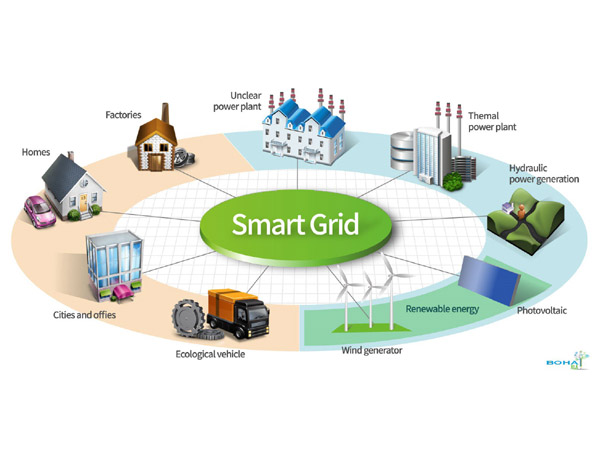 Unclear
power plant
Factories
Thermal
power plant
Homes
Hydraulic
power generation
Smart Grid
Cities and offies
Renewable energy
Photovoltaic
Ecological vehicle
Wind generator
BOHA